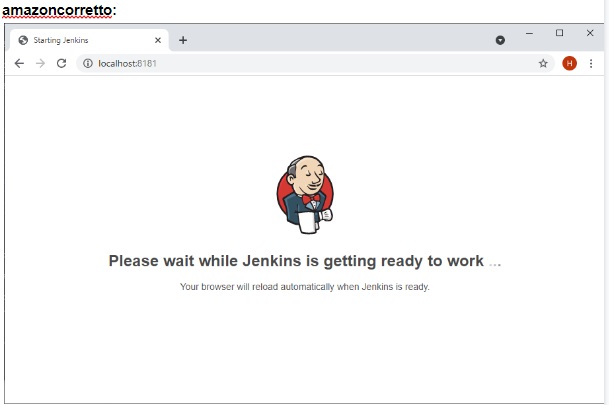 amazoncorretto:
Starting Jenkins
localhost:8181
H
Please wait while Jenkins is getting ready to work ...
Your browser will reload automatically when Jenkins is ready.